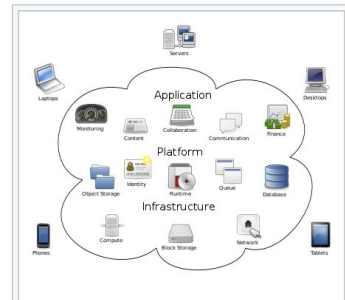 Servers
Laptops
Desktops
Application
Monitoring
Content
Collaboration
Communication
Finance
Platform
Object Storage
Identity
Runtime
Queue
Database
Infrastructure
Compute
Block Storage
Network
Phones
Tablets